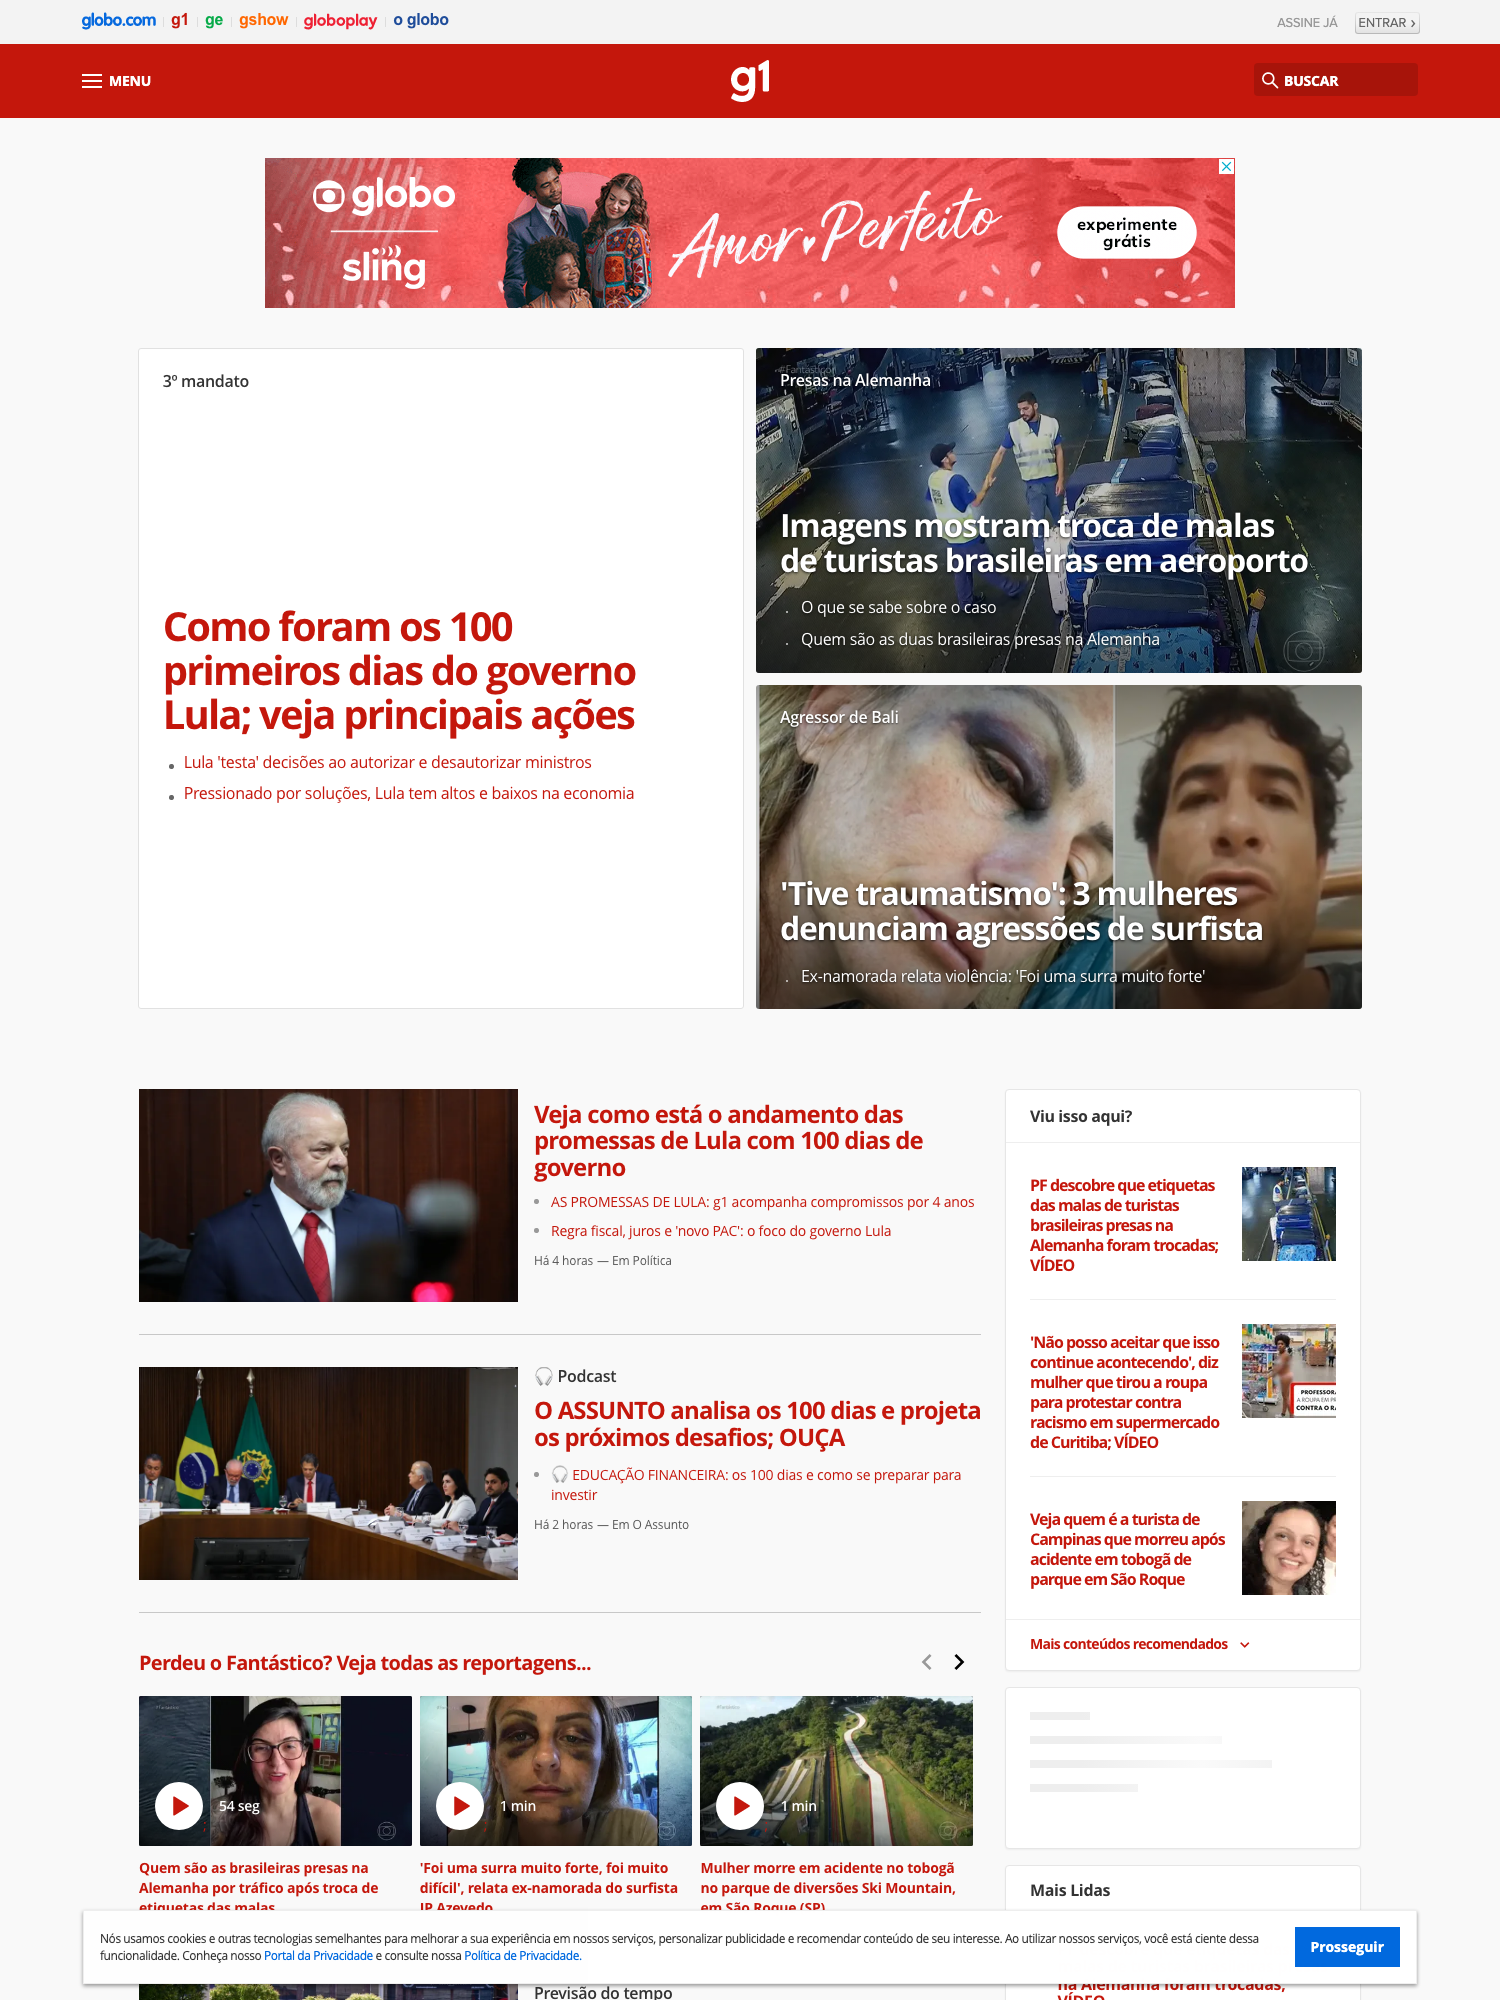 globo.com
g1
ge
gshow
globoplay
o globo
ASSINE JÁ
ENTRAR ›
MENU
g1
BUSCAR
globo
sling
Amor Perfeito
experimente
grátis
3º mandato
Como foram os 100
primeiros dias do governo
Lula; veja principais ações
Lula 'testa' decisões ao autorizar e desautorizar ministros
Pressionado por soluções, Lula tem altos e baixos na economia
#Fantástico
Presas na Alemanha
Imagens mostram troca de malas
de turistas brasileiras em aeroporto
O que se sabe sobre o caso
Quem são as duas brasileiras presas na Alemanha
Agressor de Bali
'Tive traumatismo': 3 mulheres
denunciam agressões de surfista
Ex-namorada relata violência: 'Foi uma surra muito forte'
Veja como está o andamento das
promessas de Lula com 100 dias de
governo
AS PROMESSAS DE LULA: g1 acompanha compromissos por 4 anos
Regra fiscal, juros e 'novo PAC': o foco do governo Lula
Há 4 horas — Em Política
🎧 Podcast
O ASSUNTO analisa os 100 dias e projeta
os próximos desafios; OUÇA
🎧 EDUCAÇÃO FINANCEIRA: os 100 dias e como se preparar para
investir
Há 2 horas — Em O Assunto
Perdeu o Fantástico? Veja todas as reportagens...
54 seg
1 min
1 min
Quem são as brasileiras presas na
Alemanha por tráfico após troca de
etiquetas das malas
'Foi uma surra muito forte, foi muito
difícil', relata ex-namorada do surfista
JP Azevedo
Mulher morre em acidente no tobogã
no parque de diversões Ski Mountain,
em São Roque (SP)
Viu isso aqui?
PF descobre que etiquetas
das malas de turistas
brasileiras presas na
Alemanha foram trocadas;
VÍDEO
'Não posso aceitar que isso
continue acontecendo', diz
mulher que tirou a roupa
para protestar contra
racismo em supermercado
de Curitiba; VÍDEO
PROFESSORA
A ROUPA EM
CONTRA O
Veja quem é a turista de
Campinas que morreu após
acidente em tobogã de
parque em São Roque
Mais conteúdos recomendados
Mais Lidas
Nós usamos cookies e outras tecnologias semelhantes para melhorar a sua experiência em nossos serviços, personalizar publicidade e recomendar conteúdo de seu interesse. Ao utilizar nossos serviços, você está ciente dessa
funcionalidade. Conheça nosso Portal da Privacidade e consulte nossa Política de Privacidade.
Prosseguir
Previsão do tempo
na Alemanha foram trocadas;
VÍDEO